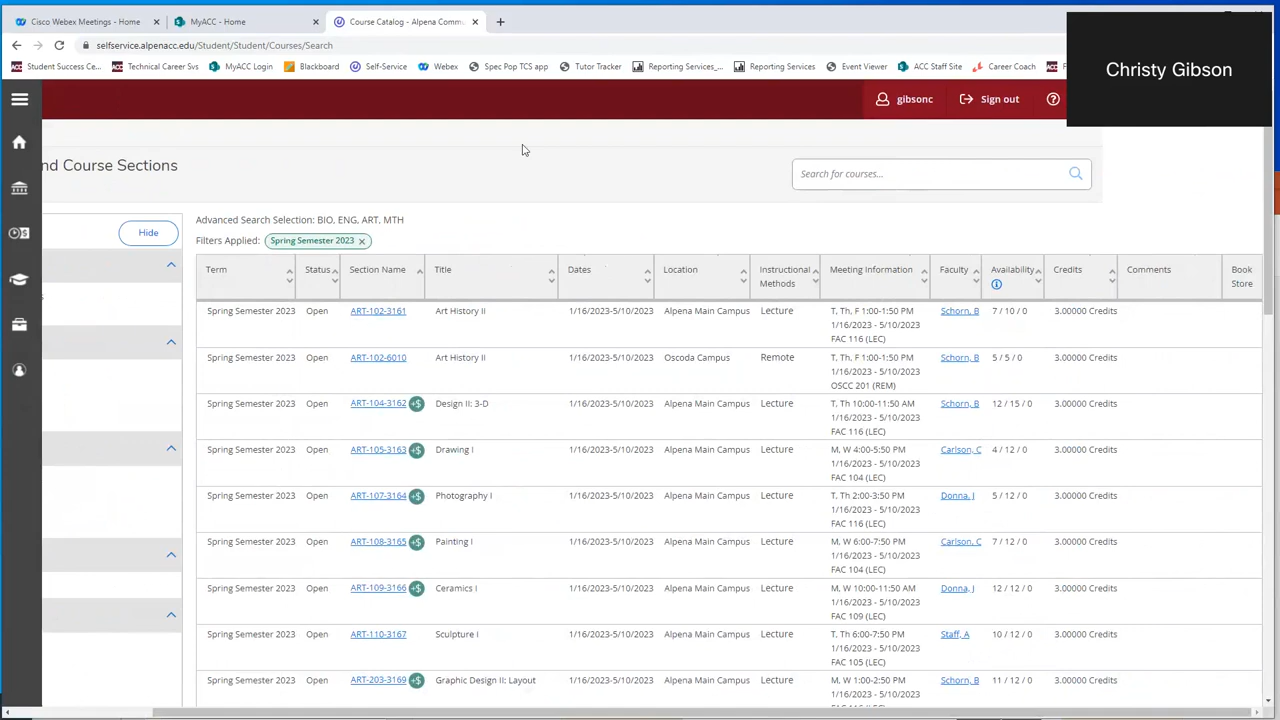 Cisco Webex Meetings - Home
MyACC - Home
Course Catalog - Alpena Commu
selfservice.alpenacc.edu/Student/Student/Courses/Search
Student Success Ce...
Technical Career Svs
MyACC Login
Blackboard
Self-Service
Webex
Spec Pop TCS app
Tutor Tracker
Reporting Services_...
Reporting Services
Event Viewer
ACC Staff Site
Career Coach
Christy Gibson
gibsonc
Sign out
nd Course Sections
Search for courses...
Hide
Advanced Search Selection: BIO, ENG, ART, MTH
Filters Applied: Spring Semester 2023
Term Status Section Name Title Dates Location Instructional Methods Meeting Information Faculty Availability Credits Comments Book Store
Spring Semester 2023 Open ART-102-3161 Art History II 1/16/2023-5/10/2023 Alpena Main Campus Lecture T, Th, F 1:00-1:50 PM Schorn, B 7 / 10 / 0 3.00000 Credits
1/16/2023 - 5/10/2023
FAC 116 (LEC)
Spring Semester 2023 Open ART-102-6010 Art History II 1/16/2023-5/10/2023 Oscoda Campus Remote T, Th, F 1:00-1:50 PM Schorn, B 5 / 5 / 0 3.00000 Credits
1/16/2023 - 5/10/2023
OSCC 201 (REM)
Spring Semester 2023 Open ART-104-3162 +$ Design II: 3-D 1/16/2023-5/10/2023 Alpena Main Campus Lecture T, Th 10:00-11:50 AM Schorn, B 12 / 15 / 0 3.00000 Credits
1/16/2023 - 5/10/2023
FAC 116 (LEC)
Spring Semester 2023 Open ART-105-3163 +$ Drawing I 1/16/2023-5/10/2023 Alpena Main Campus Lecture M, W 4:00-5:50 PM Carlson, C 4 / 12 / 0 3.00000 Credits
1/16/2023 - 5/10/2023
FAC 104 (LEC)
Spring Semester 2023 Open ART-107-3164 +$ Photography I 1/16/2023-5/10/2023 Alpena Main Campus Lecture T, Th 2:00-3:50 PM Donna, J 5 / 12 / 0 3.00000 Credits
1/16/2023 - 5/10/2023
FAC 116 (LEC)
Spring Semester 2023 Open ART-108-3165 +$ Painting I 1/16/2023-5/10/2023 Alpena Main Campus Lecture M, W 6:00-7:50 PM Carlson, C 7 / 12 / 0 3.00000 Credits
1/16/2023 - 5/10/2023
FAC 104 (LEC)
Spring Semester 2023 Open ART-109-3166 +$ Ceramics I 1/16/2023-5/10/2023 Alpena Main Campus Lecture M, W 10:00-11:50 AM Donna, J 12 / 12 / 0 3.00000 Credits
1/16/2023 - 5/10/2023
FAC 109 (LEC)
Spring Semester 2023 Open ART-110-3167 Sculpture I 1/16/2023-5/10/2023 Alpena Main Campus Lecture T, Th 6:00-7:50 PM Staff, A 10 / 12 / 0 3.00000 Credits
1/16/2023 - 5/10/2023
FAC 105 (LEC)
Spring Semester 2023 Open ART-203-3169 +$ Graphic Design II: Layout 1/16/2023-5/10/2023 Alpena Main Campus Lecture M, W 1:00-2:50 PM Schorn, B 11 / 12 / 0 3.00000 Credits
1/16/2023 - 5/10/2023